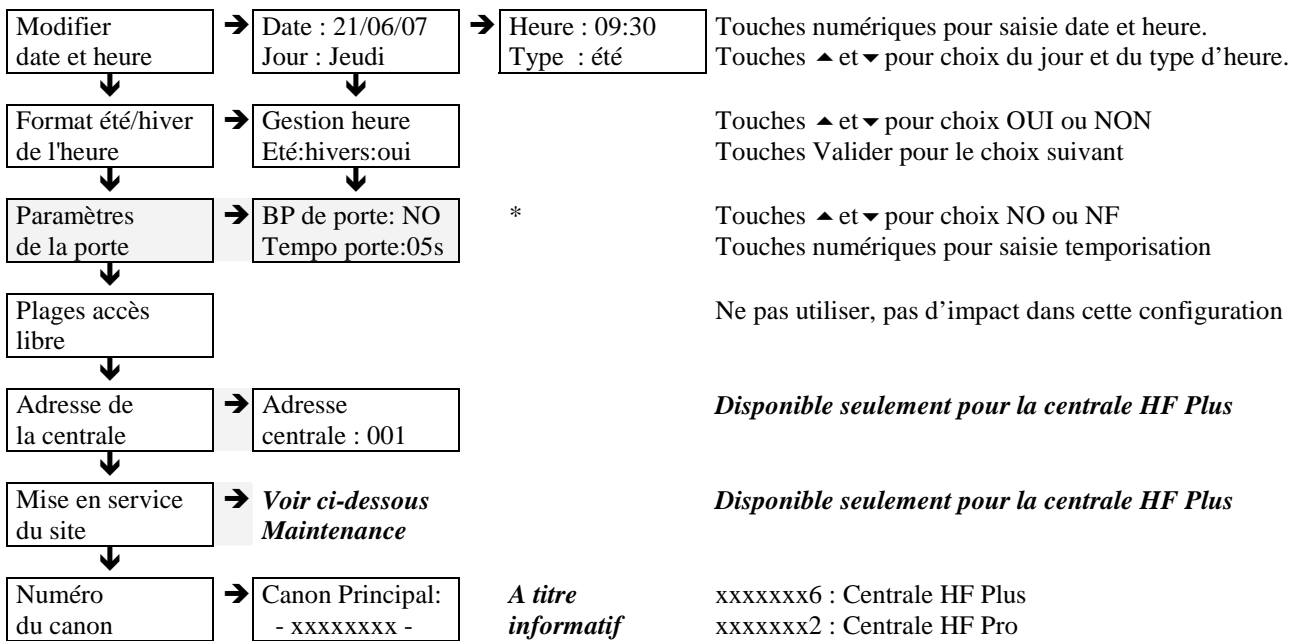 Modifier
date et heure
➔ Date : 21/06/07
Jour : Jeudi
➔ Heure : 09:30
Type : été
Touches numériques pour saisie date et heure.
Touches ▲ et ▼ pour choix du jour et du type d’heure.
Format été/hiver
de l'heure
➔ Gestion heure
Eté:hivers:oui
Touches ▲ et ▼ pour choix OUI ou NON
Touches Valider pour le choix suivant
Paramètres
de la porte
➔ BP de porte: NO
Tempo porte:05s
*
Touches ▲ et ▼ pour choix NO ou NF
Touches numériques pour saisie temporisation
Plages accès
libre
Ne pas utiliser, pas d’impact dans cette configuration
Adresse de
la centrale
➔ Adresse
centrale : 001
Disponible seulement pour la centrale HF Plus
Mise en service
du site
➔ Voir ci-dessous
Maintenance
Disponible seulement pour la centrale HF Plus
Numéro
du canon
➔ Canon Principal:
- xxxxxxxx -
A titre
informatif
xxxxxxx6 : Centrale HF Plus
xxxxxxx2 : Centrale HF Pro